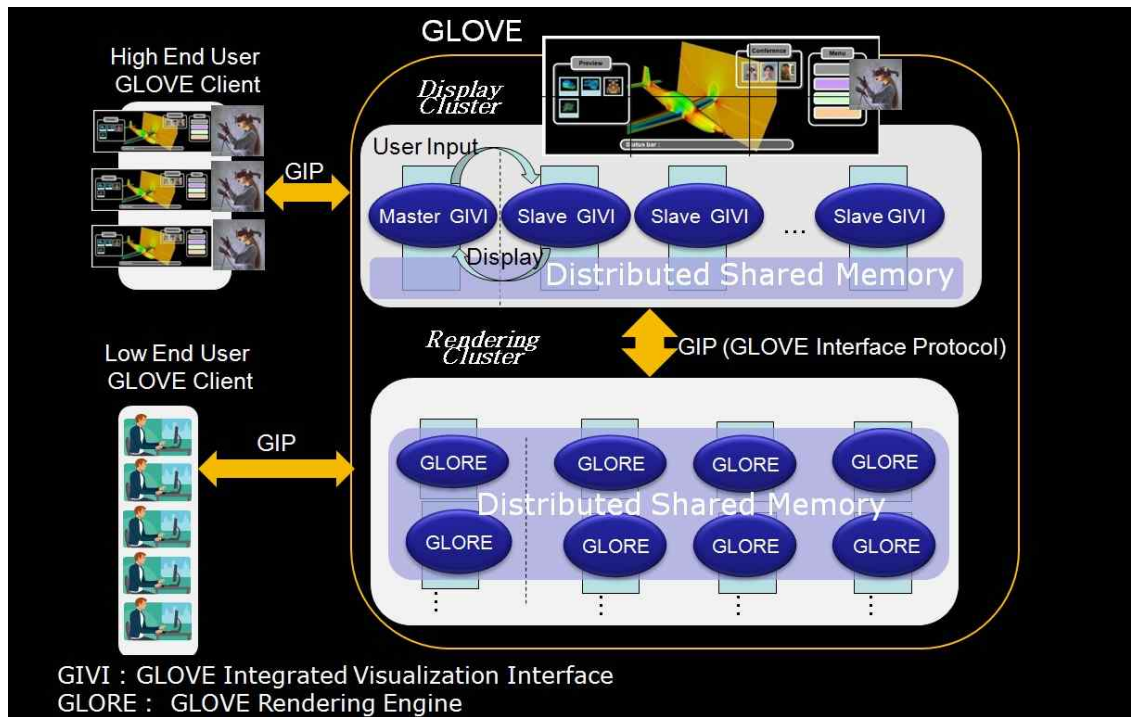 GLOVE
High End User
GLOVE Client
Preview
Conference
Menu
Status bar :
Display
Cluster
User Input
GIP
Master GIVI
Slave GIVI
Slave GIVI
...
Slave GIVI
Display
Distributed Shared Memory
Rendering
Cluster
GIP (GLOVE Interface Protocol)
Low End User
GLOVE Client
GIP
GLORE
GLORE
GLORE
GLORE
Distributed Shared Memory
GLORE
GLORE
GLORE
GLORE
GIVI : GLOVE Integrated Visualization Interface
GLORE : GLOVE Rendering Engine